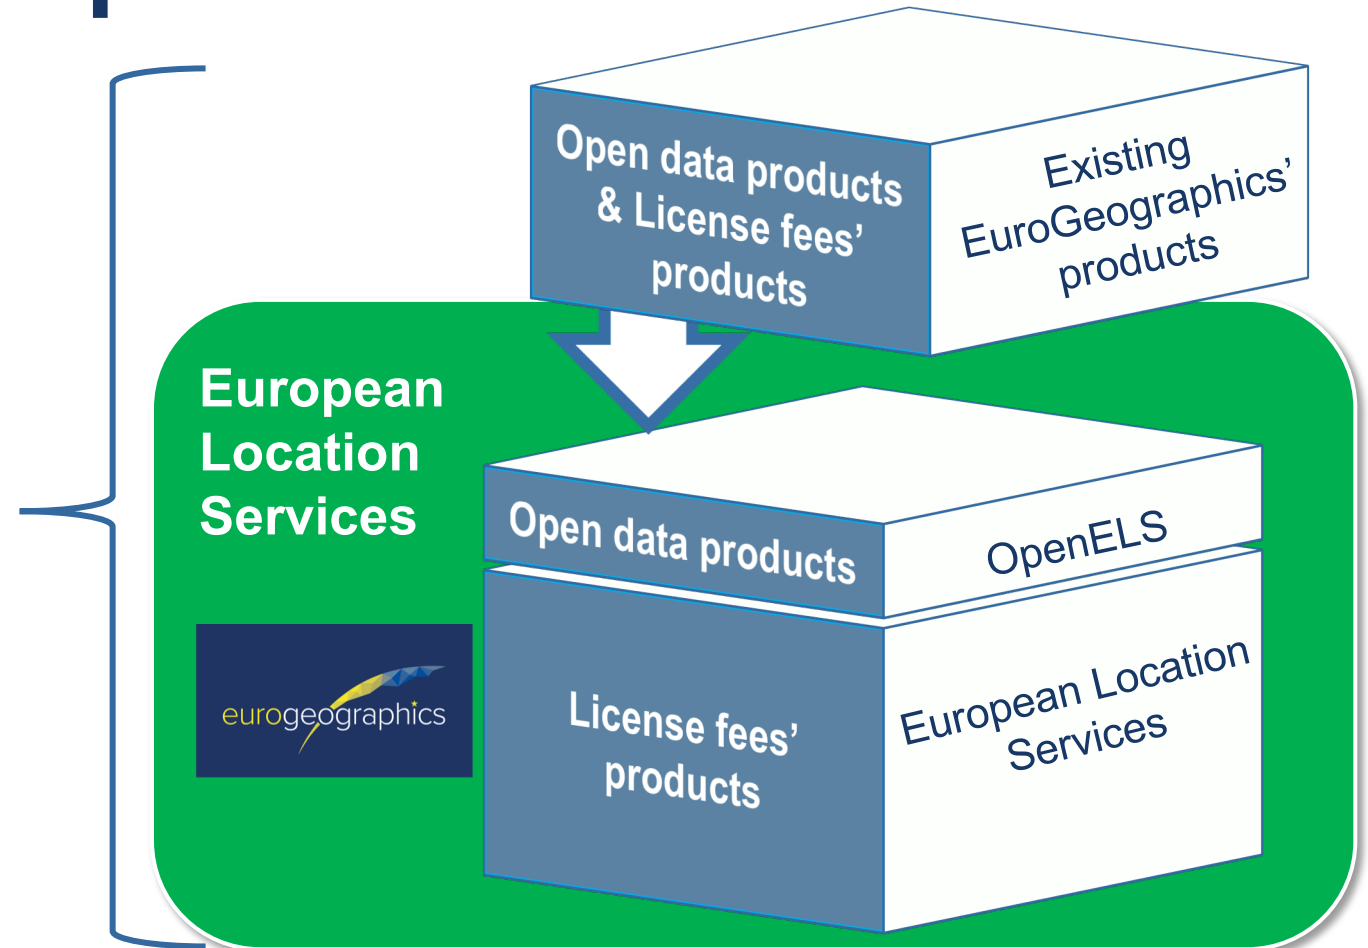 Open data products
& License fees’
products
Existing
EuroGeographics’
products
European
Location
Services
Open data products
OpenELS
License fees’
products
European Location
Services
eurogeographics